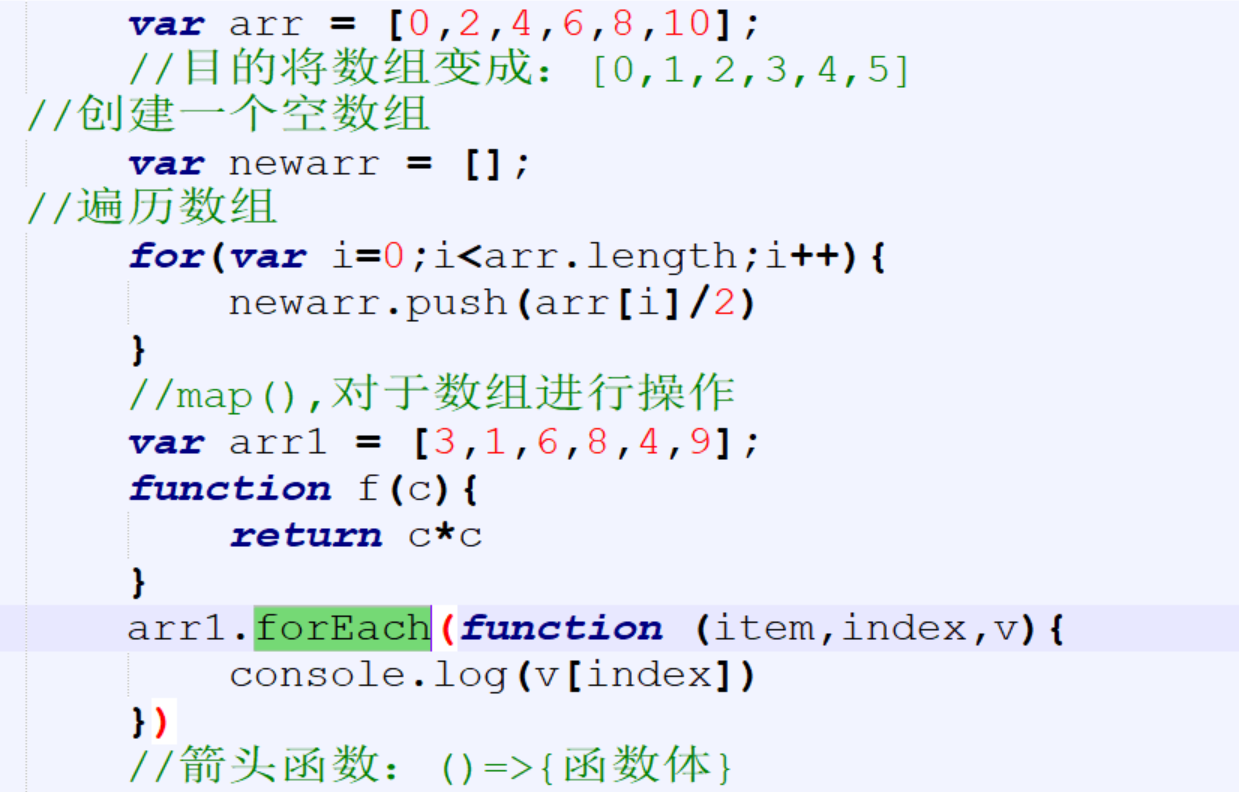 var arr = [0,2,4,6,8,10];
//目的将数组变成：[0,1,2,3,4,5]
//创建一个空数组
var newarr = [];
//遍历数组
for(var i=0;i<arr.length;i++){
newarr.push(arr[i]/2)
}
//map(),对于数组进行操作
var arr1 = [3,1,6,8,4,9];
function f(c){
return c*c
}
arr1.forEach(function (item,index,v){
console.log(v[index])
})
//箭头函数：()=>{函数体}